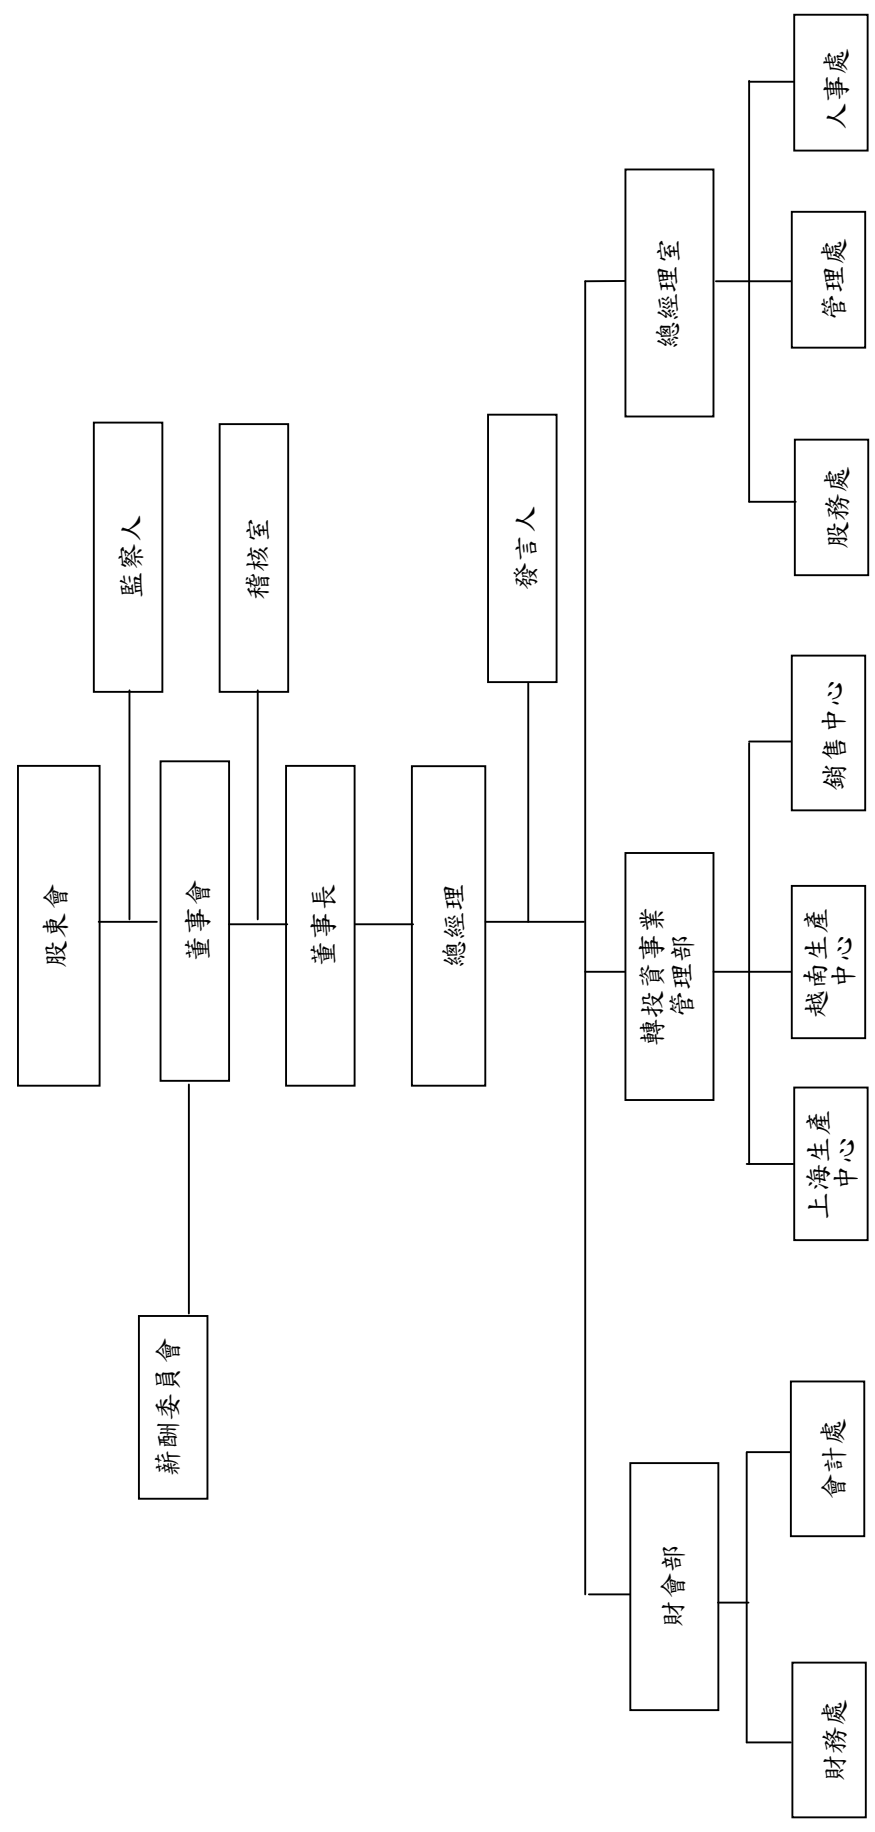 股東會
監察人
薪酬委員會
董事會
稽核室
董事長
總經理
發言人
財會部
轉投資事業
管理部
總經理室
財務處
會計處
上海生產
中心
越南生產
中心
銷售中心
股務處
管理處
人事處